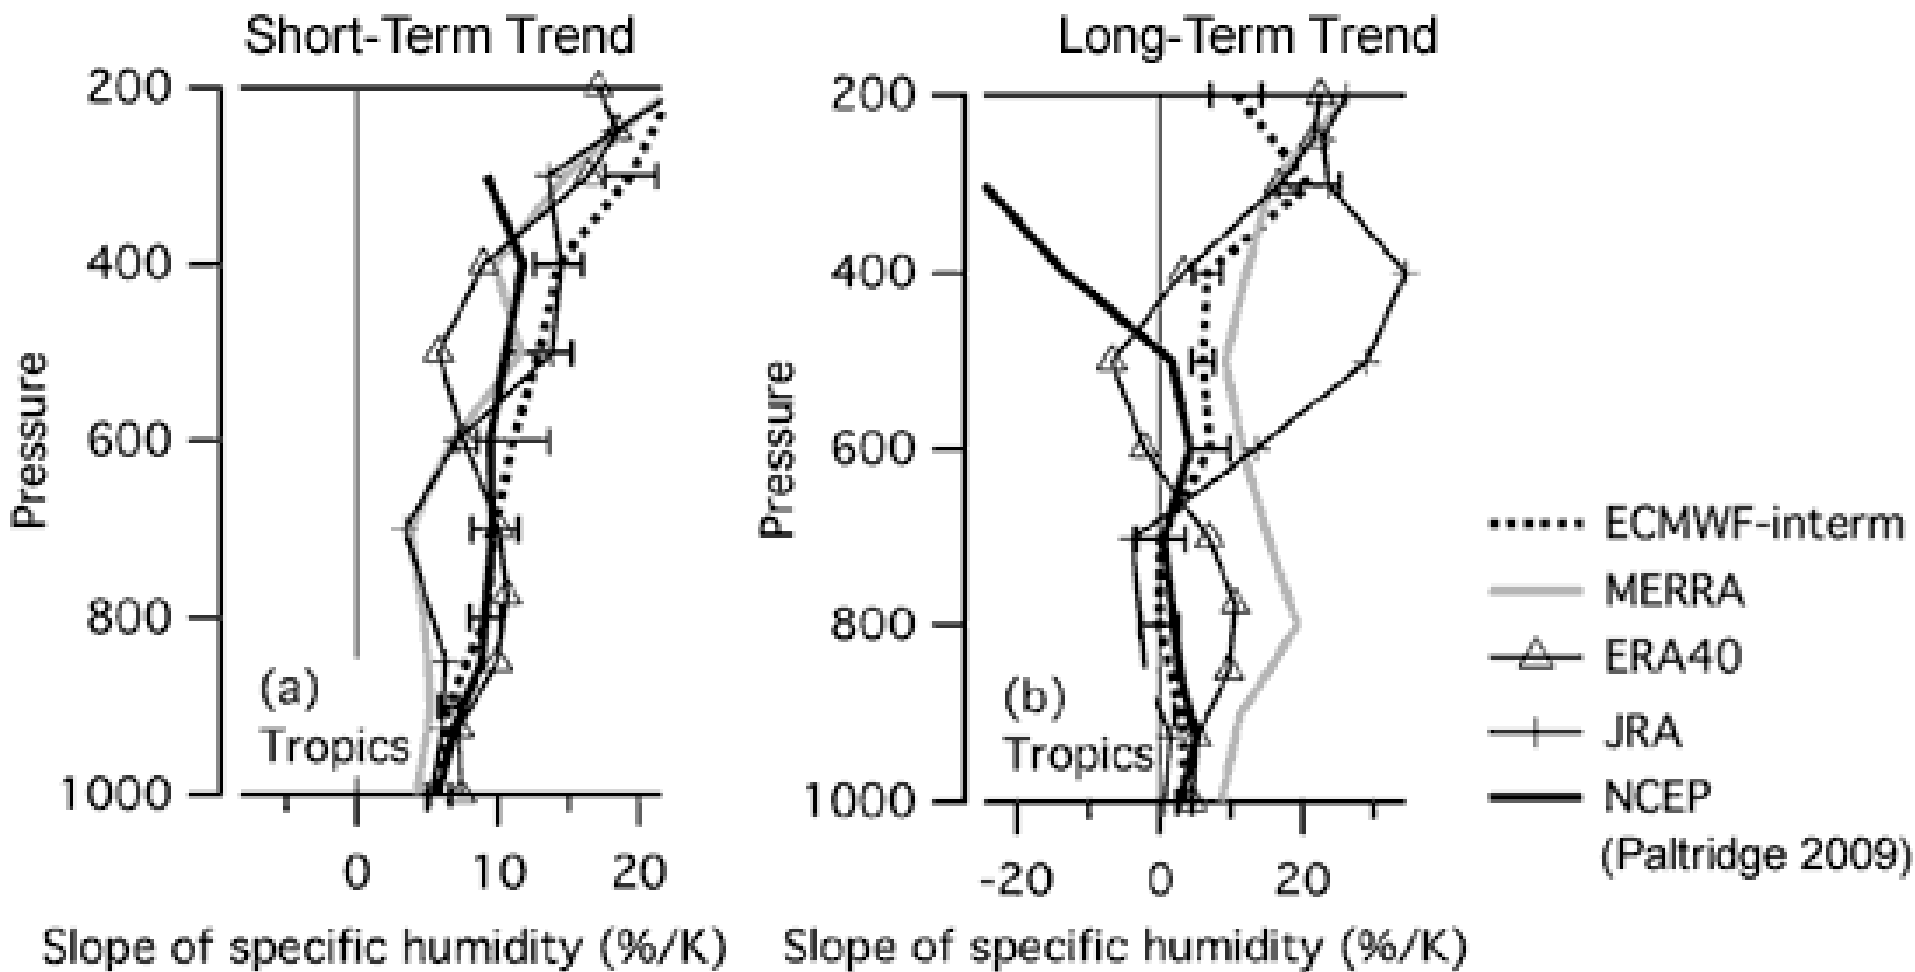 Short-Term Trend
Long-Term Trend
200
400
600
800
1000
Pressure
(a)
Tropics
0 10 20
Slope of specific humidity (%/K)
200
400
600
800
1000
Pressure
(b)
Tropics
-20 0 20
Slope of specific humidity (%/K)
ECMWF-interm
MERRA
ERA40
JRA
NCEP
(Paltridge 2009)